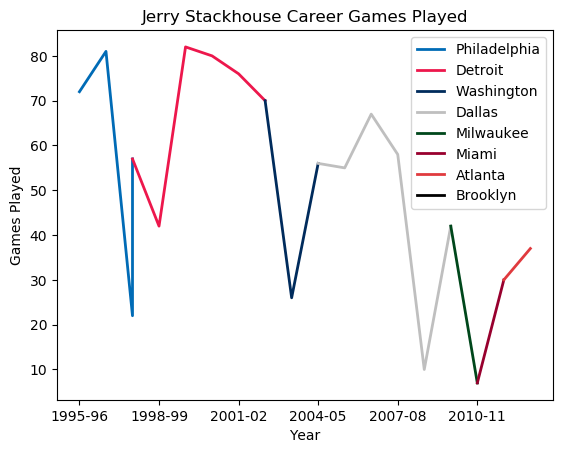 Jerry Stackhouse Career Games Played
Philadelphia
Detroit
Washington
Dallas
Milwaukee
Miami
Atlanta
Brooklyn
80
70
60
50
40
30
20
10
Games Played
1995-96 1998-99 2001-02 2004-05 2007-08 2010-11
Year